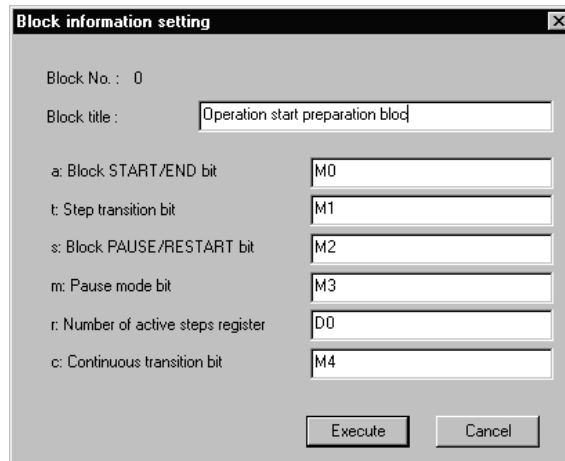 Block information setting
Block No. : 0
Block title : Operation start preparation bloc
a: Block START/END bit M0
t: Step transition bit M1
s: Block PAUSE/RESTART bit M2
m: Pause mode bit M3
r: Number of active steps register D0
c: Continuous transition bit M4
Execute Cancel